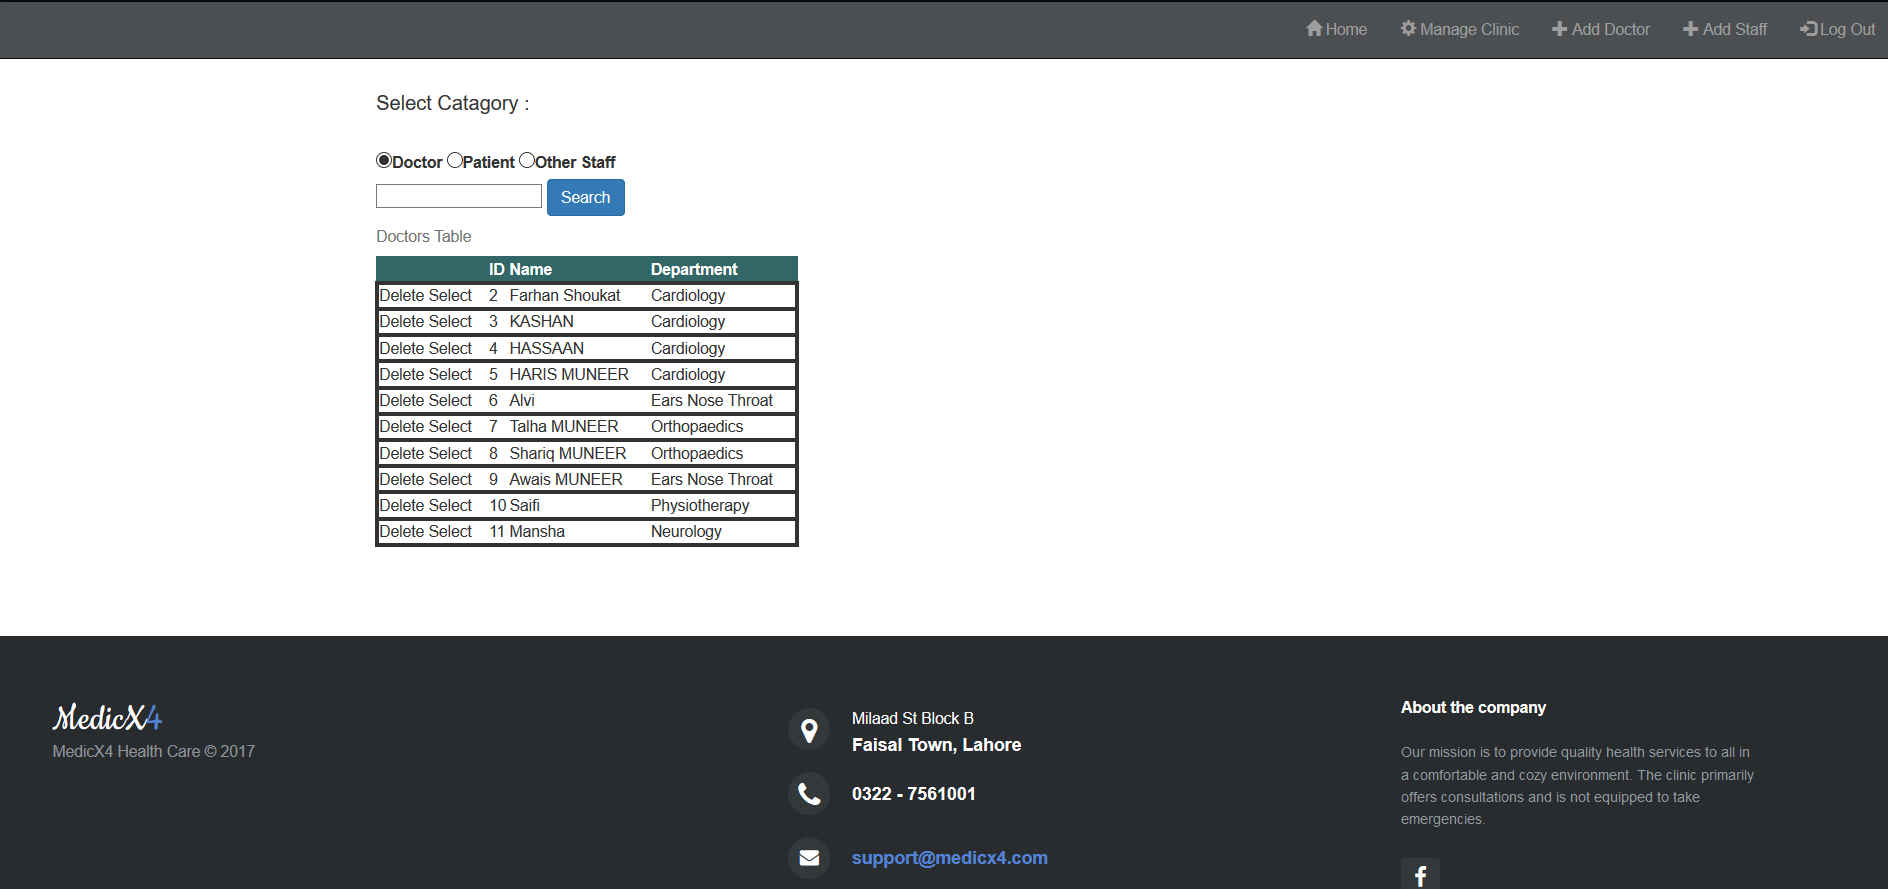 Home Manage Clinic Add Doctor Add Staff Log Out
Select Catagory :
Doctor Patient Other Staff
Search
Doctors Table
ID Name Department
Delete Select 2 Farhan Shoukat Cardiology
Delete Select 3 KASHAN Cardiology
Delete Select 4 HASSAAN Cardiology
Delete Select 5 HARIS MUNEER Cardiology
Delete Select 6 Alvi Ears Nose Throat
Delete Select 7 Talha MUNEER Orthopaedics
Delete Select 8 Shariq MUNEER Orthopaedics
Delete Select 9 Awais MUNEER Ears Nose Throat
Delete Select 10 Saifi Physiotherapy
Delete Select 11 Mansha Neurology
MedicX4
MedicX4 Health Care © 2017
Milaad St Block B
Faisal Town, Lahore
0322 - 7561001
support@medicx4.com
About the company
Our mission is to provide quality health services to all in
a comfortable and cozy environment. The clinic primarily
offers consultations and is not equipped to take
emergencies.